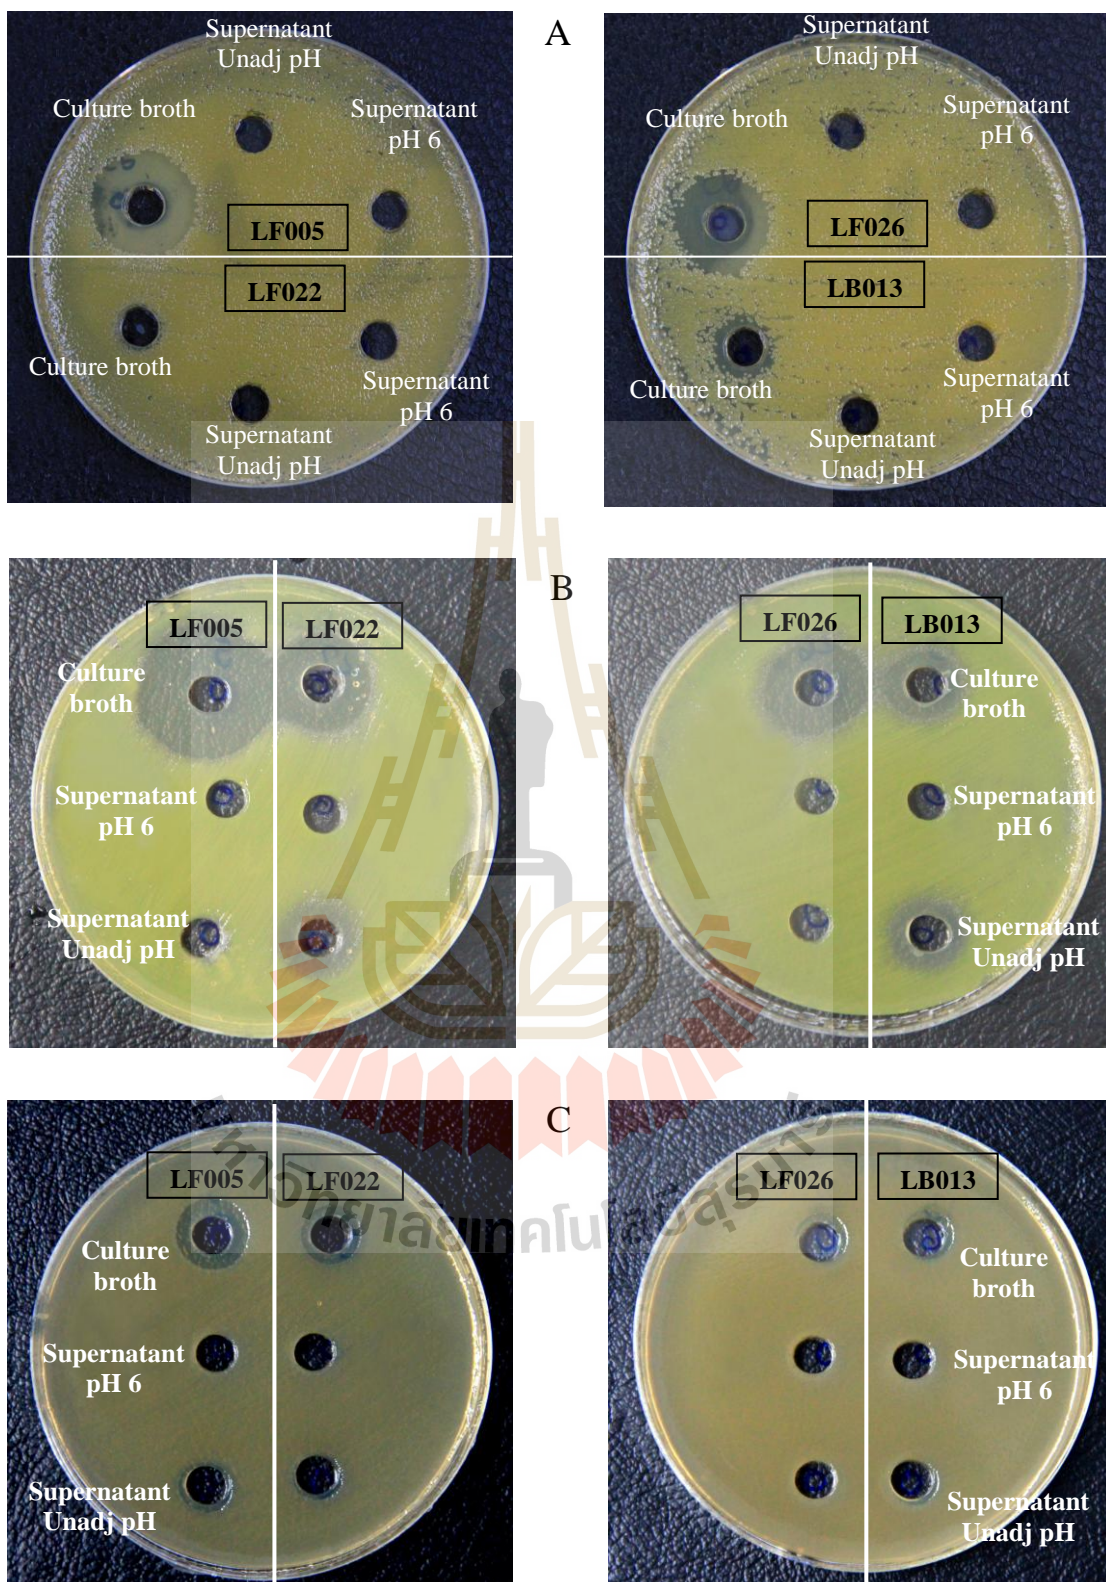 A
Supernatant
Unadj pH
Culture broth
Supernatant
pH 6
LF005
LF022
Culture broth
Supernatant
pH 6
Supernatant
Unadj pH
Supernatant
Unadj pH
Culture broth
Supernatant
pH 6
LF026
LB013
Culture broth
Supernatant
pH 6
Supernatant
Unadj pH
B
LF005
LF022
Culture
broth
Supernatant
pH 6
Supernatant
Unadj pH
LF026
LB013
Culture
broth
Supernatant
pH 6
Supernatant
Unadj pH
C
LF005
LF022
Culture
broth
Supernatant
pH 6
Supernatant
Unadj pH
LF026
LB013
Culture
broth
Supernatant
pH 6
Supernatant
Unadj pH